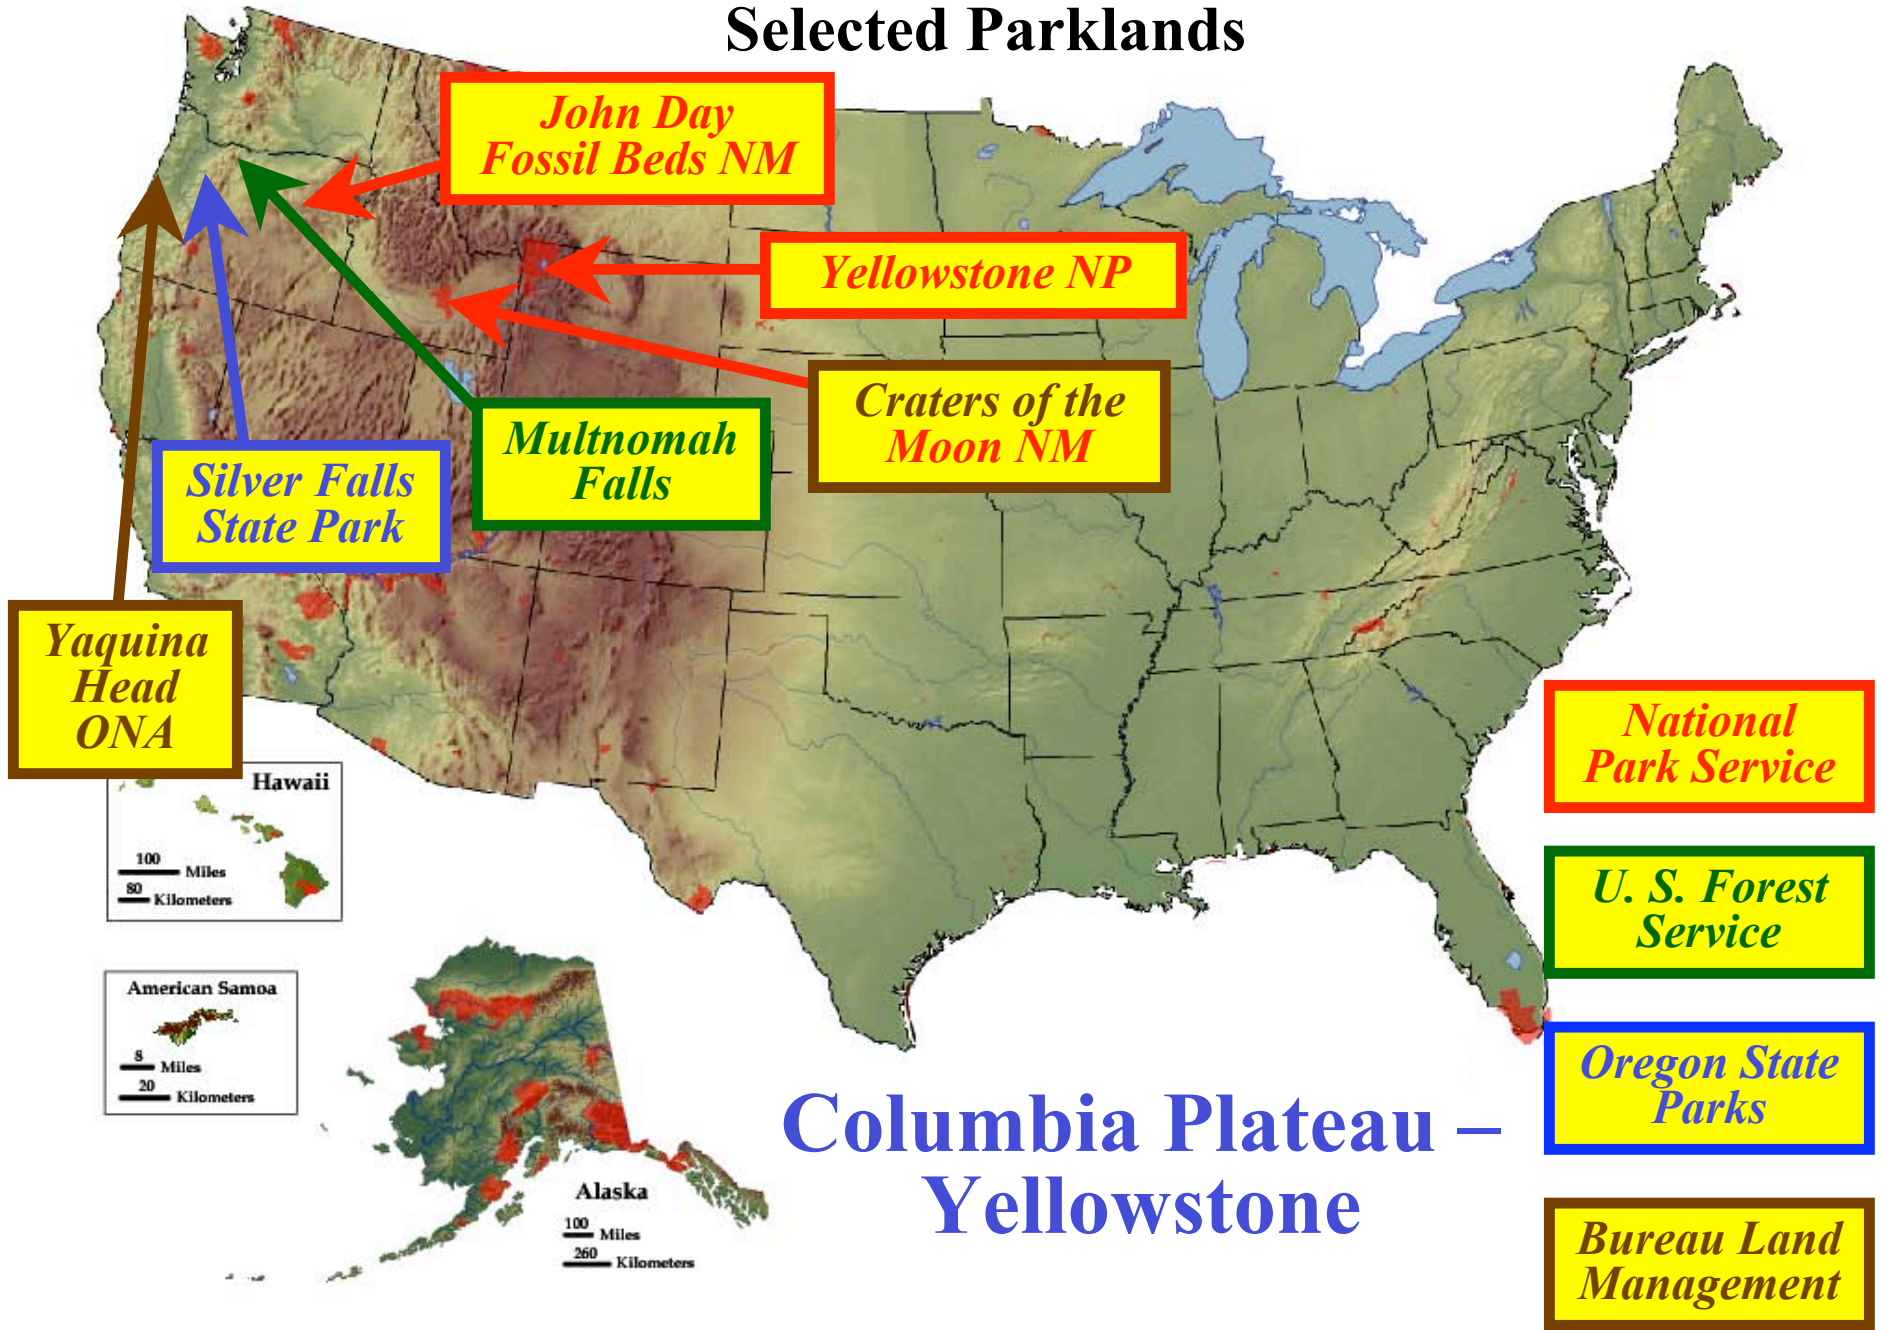 Selected Parklands
John Day
Fossil Beds NM
Yellowstone NP
Craters of the
Moon NM
Multnomah
Falls
Silver Falls
State Park
Yaquina
Head
ONA
National
Park Service
U. S. Forest
Service
Oregon State
Parks
Bureau Land
Management
Hawaii
100
Miles
80
Kilometers
American Samoa
8
Miles
20
Kilometers
Alaska
100
Miles
260
Kilometers
Columbia Plateau –
Yellowstone